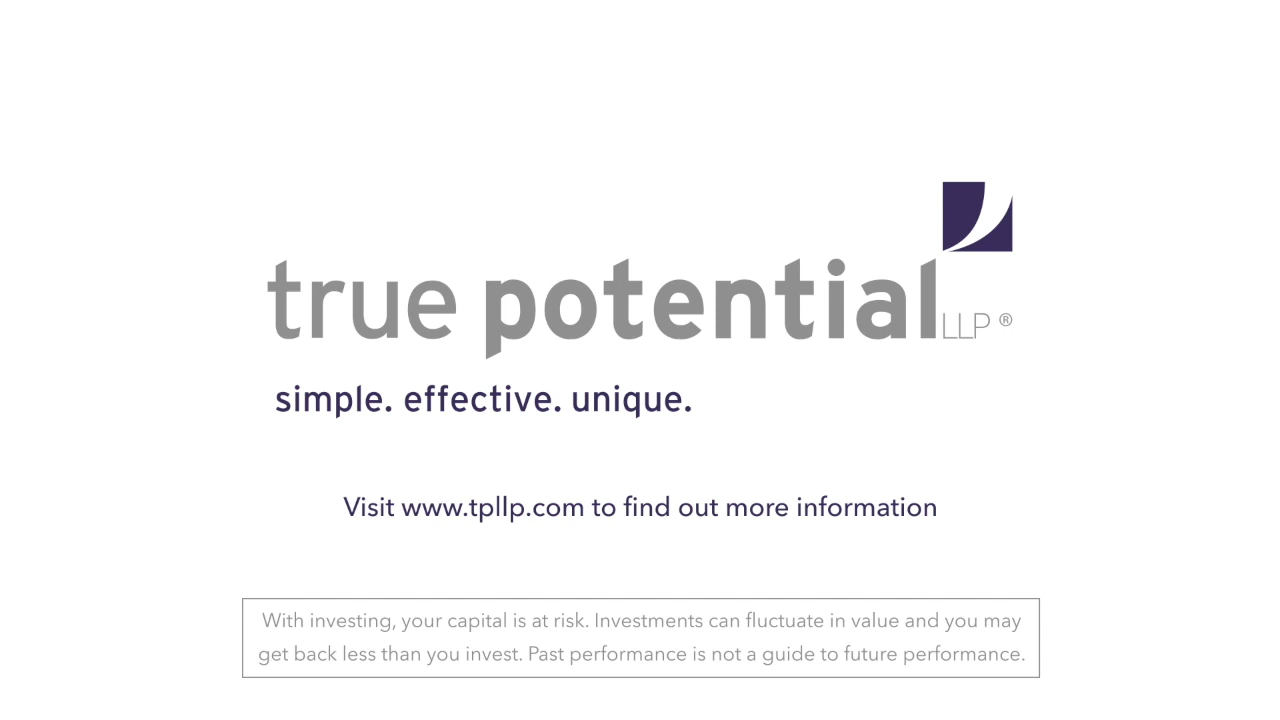 true potential LLP ®
simple. effective. unique.
Visit www.tpllp.com to find out more information
With investing, your capital is at risk. Investments can fluctuate in value and you may
get back less than you invest. Past performance is not a guide to future performance.